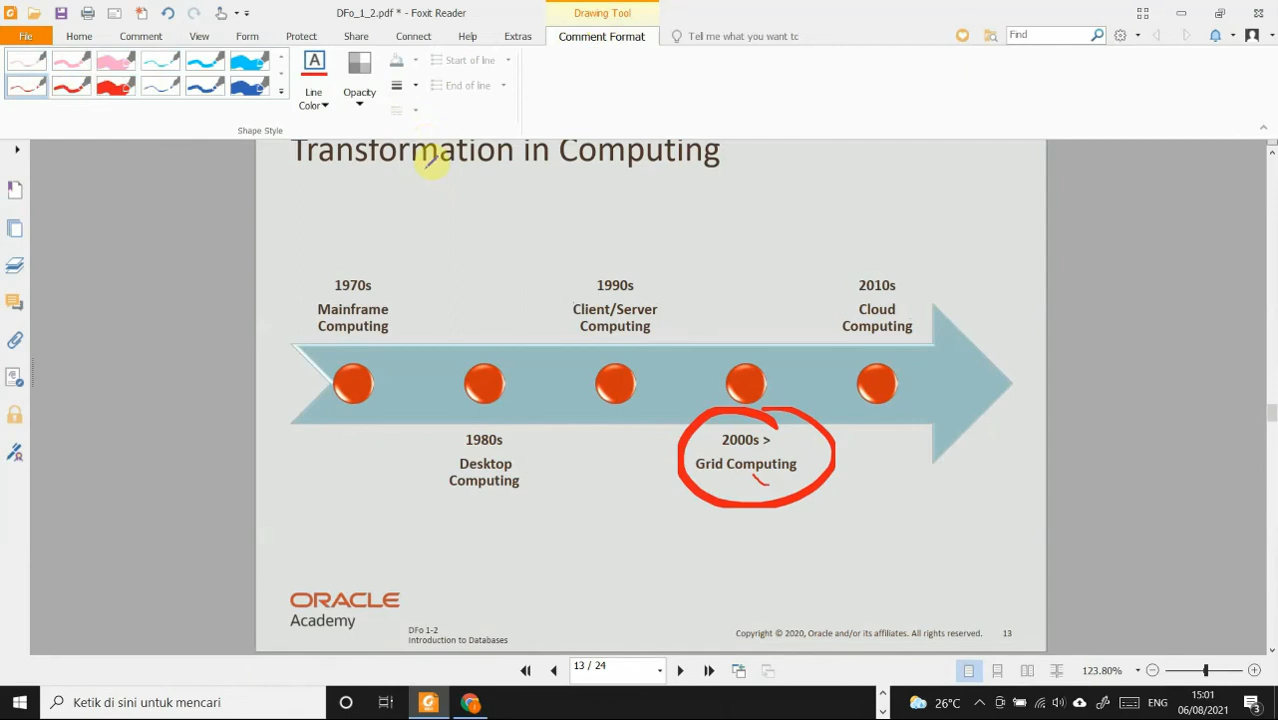 DFo_1_2.pdf * - Foxit Reader
Drawing Tool
File
Home
Comment
View
Form
Protect
Share
Connect
Help
Extras
Comment Format
Tell me what you want tc
Find
Line
Color
Opacity
Start of line
End of line
Shape Style
Transformation in Computing
1970s
Mainframe
Computing
1990s
Client/Server
Computing
2010s
Cloud
Computing
1980s
Desktop
Computing
2000s >
Grid Computing
ORACLE
Academy
DFo 1-2
Introduction to Databases
Copyright © 2020, Oracle and/or its affiliates. All rights reserved.
13
13 / 24
123.80%
Ketik di sini untuk mencari
26°C
ENG
15:01
06/08/2021
3